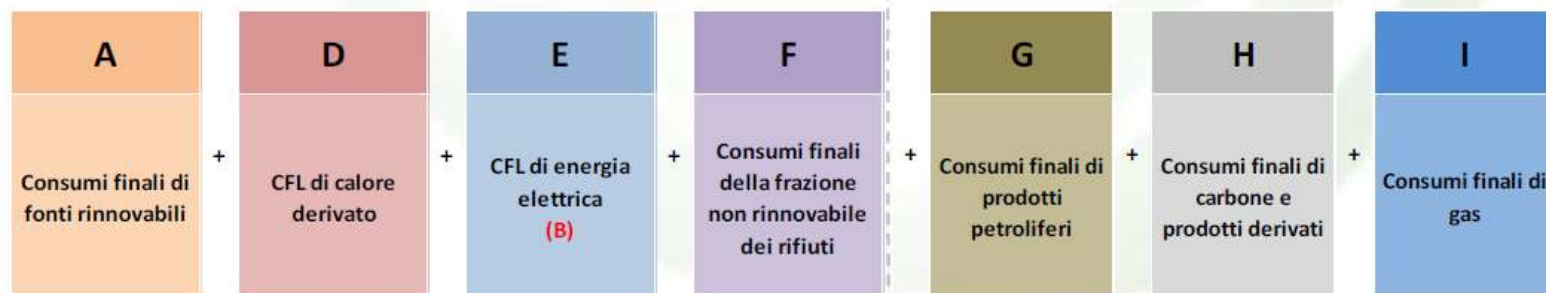 A
Consumi finali di
fonti rinnovabili
+
D
CFL di calore
derivato
+
E
CFL di energia
elettrica
(B)
+
F
Consumi finali
della frazione
non rinnovabile
dei rifiuti
+
G
Consumi finali di
prodotti
petroliferi
+
H
Consumi finali di
carbone e
prodotti derivati
+
I
Consumi finali di
gas